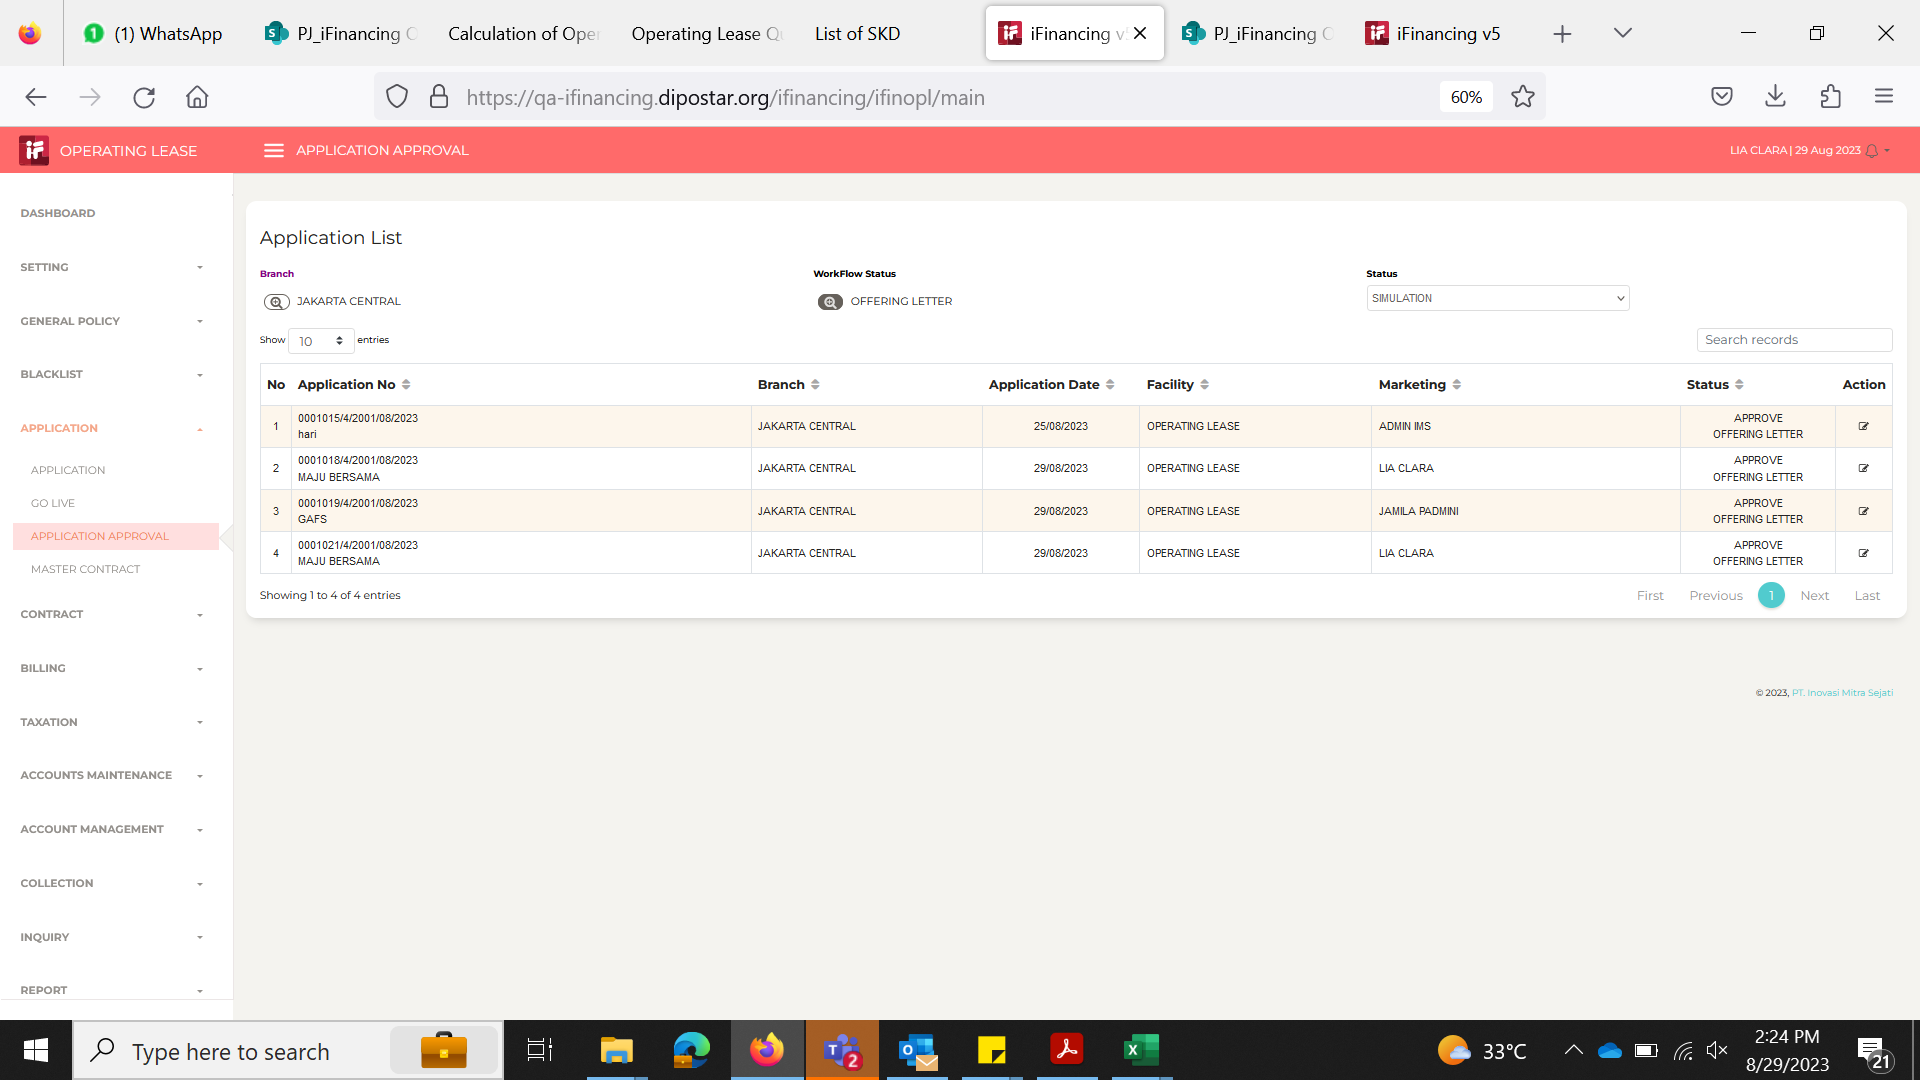 (1) WhatsApp
PJ_iFinancing
Calculation of Ope
Operating Lease
List of SKD
iFinancing v5
PJ_iFinancing
iFinancing v5
https://qa-ifinancing.dipostar.org/ifinancing/ifinopl/main
60%
OPERATING LEASE
APPLICATION APPROVAL
LIA CLARA | 29 Aug 2023
DASHBOARD
SETTING
GENERAL POLICY
BLACKLIST
APPLICATION
APPLICATION
GO LIVE
APPLICATION APPROVAL
MASTER CONTRACT
CONTRACT
BILLING
TAXATION
ACCOUNTS MAINTENANCE
ACCOUNT MANAGEMENT
COLLECTION
INQUIRY
REPORT
Application List
Branch
JAKARTA CENTRAL
WorkFlow Status
OFFERING LETTER
Status
SIMULATION
Show 10 entries
Search records
No Application No Branch Application Date Facility Marketing Status Action
1 0001015/4/2001/08/2023 hari JAKARTA CENTRAL 25/08/2023 OPERATING LEASE ADMIN IMS APPROVE OFFERING LETTER
2 0001018/4/2001/08/2023 MAJU BERSAMA JAKARTA CENTRAL 29/08/2023 OPERATING LEASE LIA CLARA APPROVE OFFERING LETTER
3 0001019/4/2001/08/2023 GAFS JAKARTA CENTRAL 29/08/2023 OPERATING LEASE JAMILA PADMINI APPROVE OFFERING LETTER
4 0001021/4/2001/08/2023 MAJU BERSAMA JAKARTA CENTRAL 29/08/2023 OPERATING LEASE LIA CLARA APPROVE OFFERING LETTER
Showing 1 to 4 of 4 entries
First Previous 1 Next Last
© 2023, PT. Inovasi Mitra Sejati
Type here to search
2
33°C
2:24 PM
8/29/2023
21